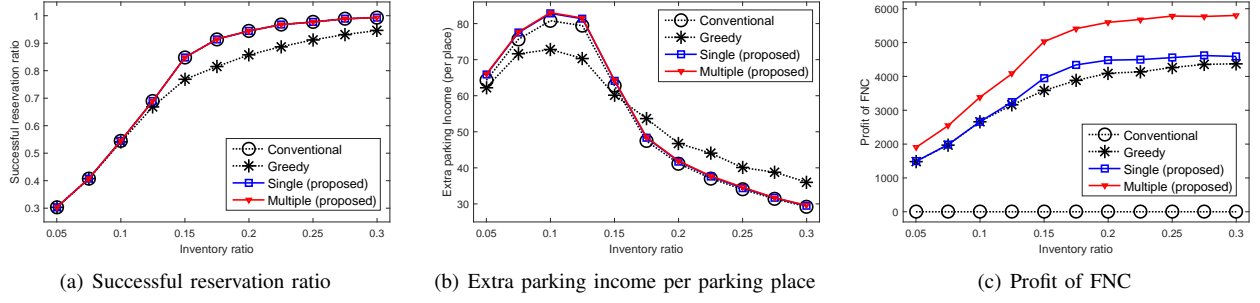 1
0.9
0.8
0.7
0.6
0.5
0.4
0.3
Successful reservation ratio
0.05 0.1 0.15 0.2 0.25 0.3
Inventory ratio
Conventional
Greedy
Single (proposed)
Multiple (proposed)
(a) Successful reservation ratio
80
70
60
50
40
30
Extra parking Income (per place)
0.05 0.1 0.15 0.2 0.25 0.3
Inventory ratio
Conventional
Greedy
Single (proposed)
Multiple (proposed)
(b) Extra parking income per parking place
6000
5000
4000
3000
2000
1000
0
Profit of FNC
0.05 0.1 0.15 0.2 0.25 0.3
Inventory ratio
Conventional
Greedy
Single (proposed)
Multiple (proposed)
(c) Profit of FNC